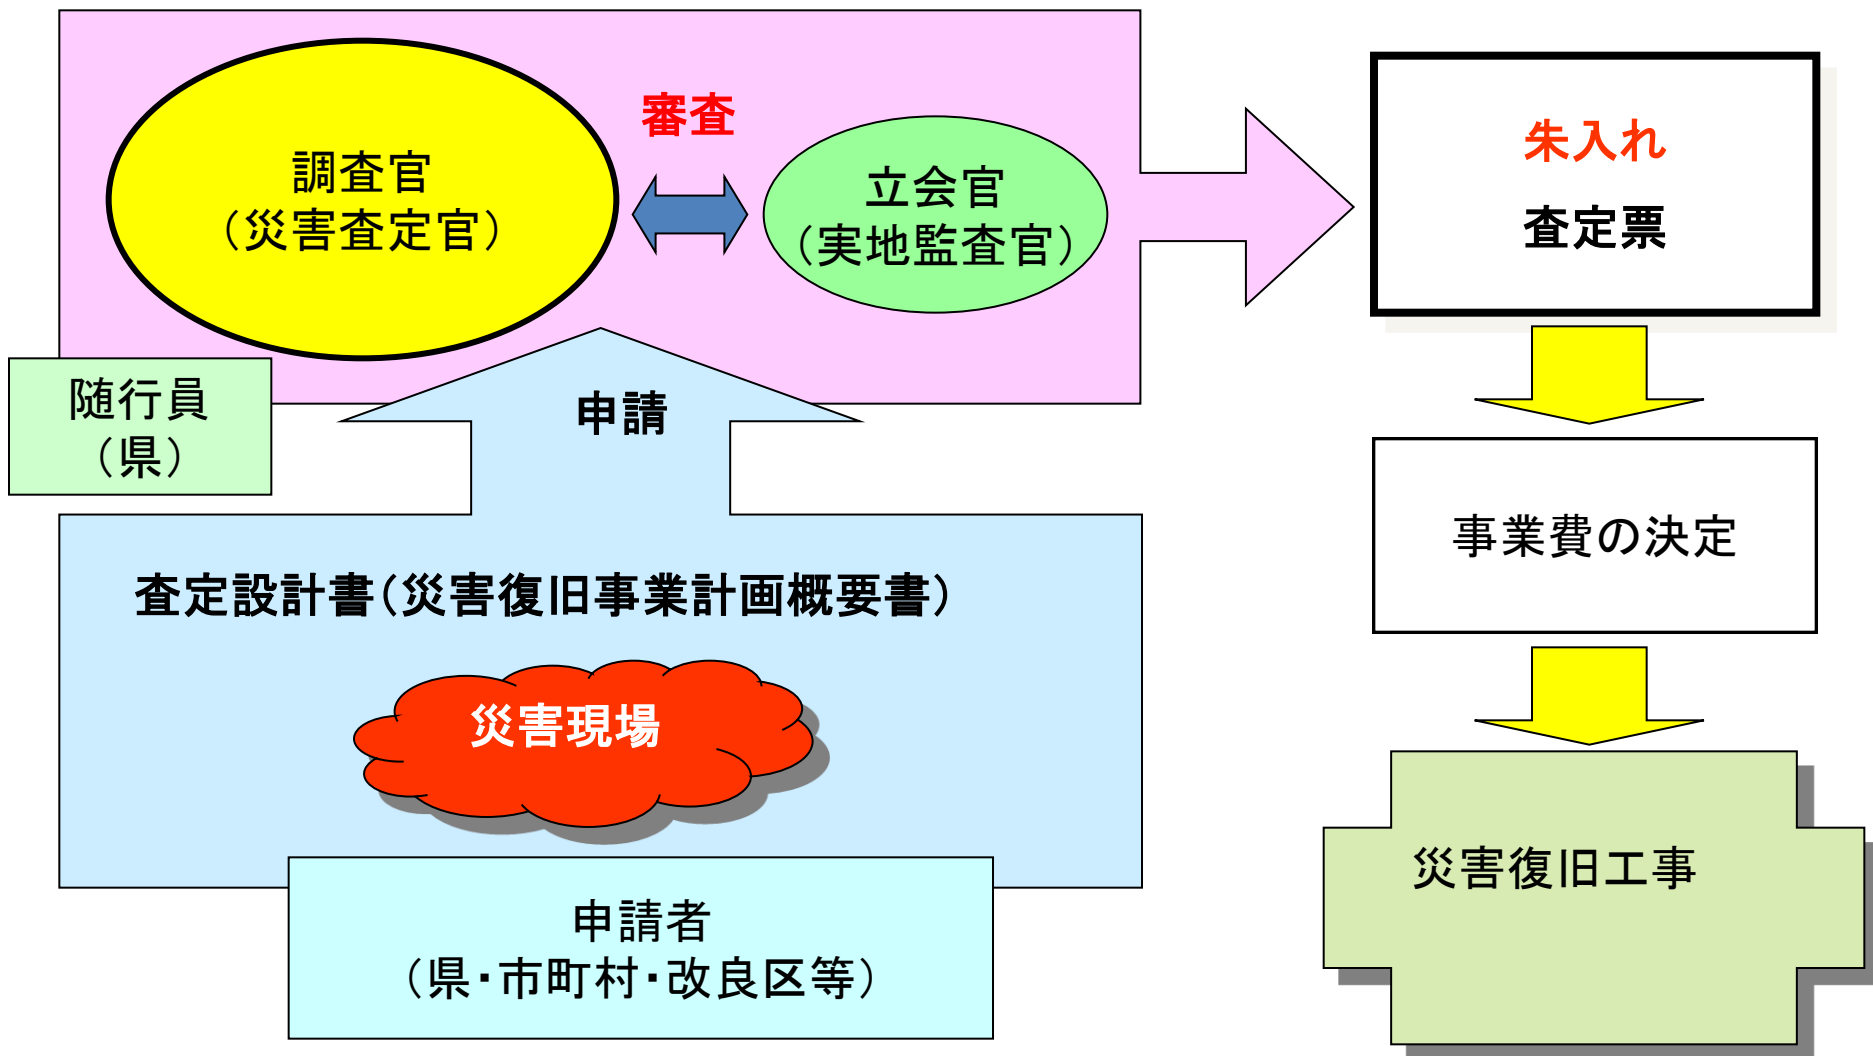 審査
調査官
（災害査定官）
立会官
（実地監査官）
朱入れ
査定票
随行員
（県）
申請
事業費の決定
査定設計書（災害復旧事業計画概要書）
災害現場
災害復旧工事
申請者
（県・市町村・改良区等）